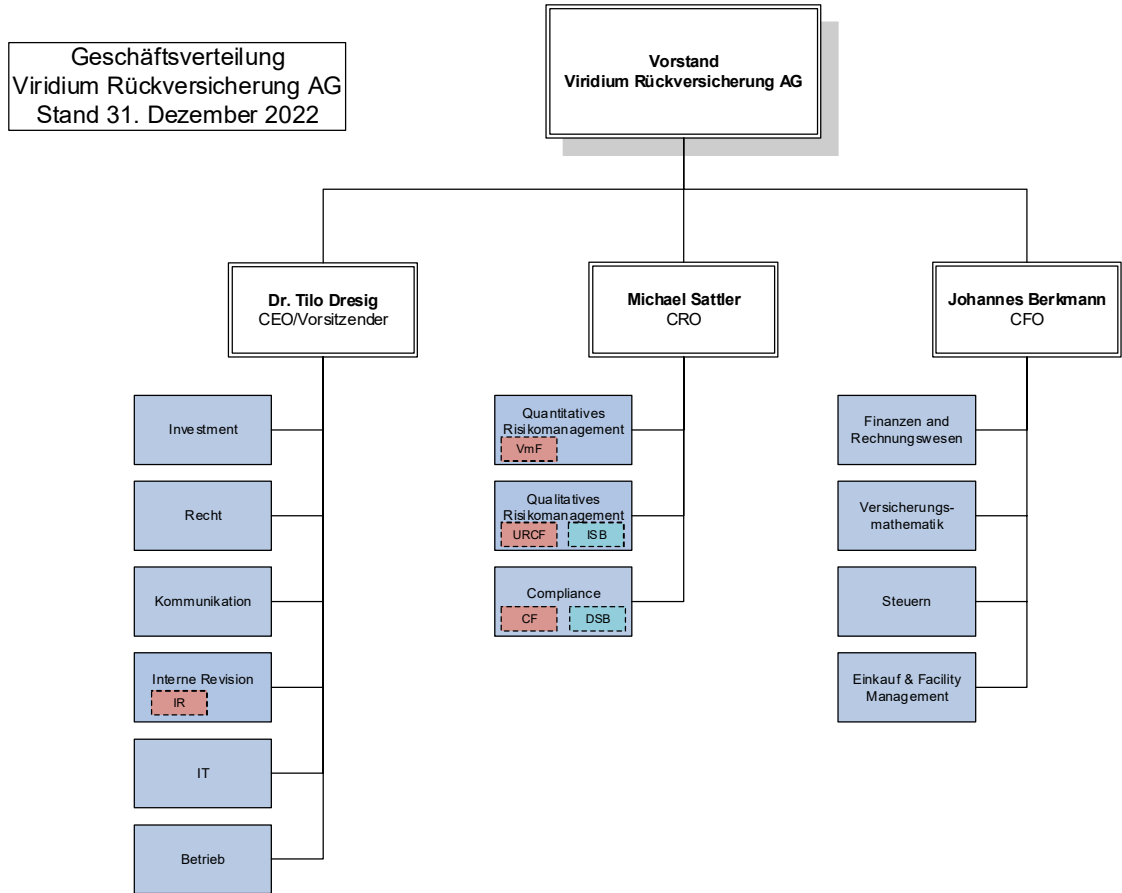 Geschäftsverteilung
Viridium Rückversicherung AG
Stand 31. Dezember 2022
Vorstand
Viridium Rückversicherung AG
Dr. Tilo Dresig
CEO/Vorsitzender
Michael Sattler
CRO
Johannes Berkmann
CFO
Investment
Recht
Kommunikation
Interne Revision
IR
IT
Betrieb
Quantitatives
Risikomanagement
VmF
Qualitatives
Risikomanagement
URCF
ISB
Compliance
CF
DSB
Finanzen and
Rechnungswesen
Versicherungs-
mathematik
Steuern
Einkauf & Facility
Management